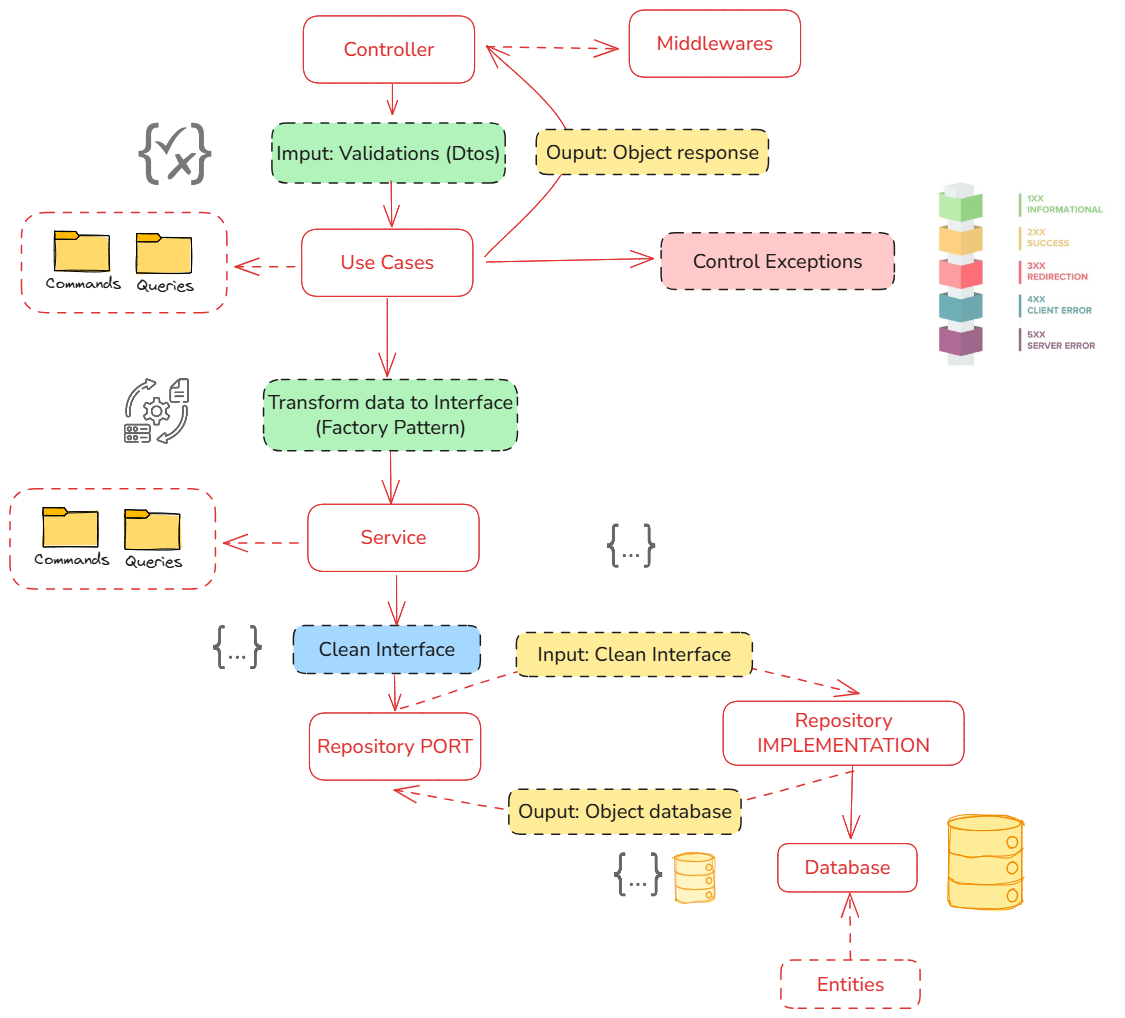 Controller
Middlewares
Imput: Validations (Dtos)
Ouput: Object response
1XX
INFORMATIONAL
2XX
SUCCESS
3XX
REDIRECTION
4XX
CLIENT ERROR
5XX
SERVER ERROR
Commands
Queries
Use Cases
Control Exceptions
Transform data to Interface
(Factory Pattern)
Commands
Queries
Service
{...}
{...}
Clean Interface
Input: Clean Interface
Repository PORT
Repository
IMPLEMENTATION
Ouput: Object database
{...}
Database
Entities